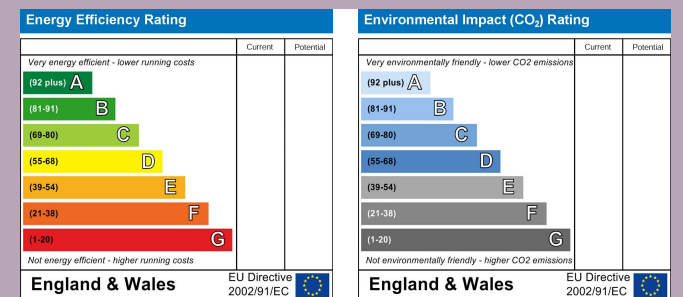 Energy Efficiency Rating
Current Potential
Very energy efficient - lower running costs
(92 plus) A
(81-91) B
(69-80) C
(55-68) D
(39-54) E
(21-38) F
(1-20) G
Not energy efficient - higher running costs
England & Wales
EU Directive
2002/91/EC
Environmental Impact (CO₂) Rating
Current Potential
Very environmentally friendly - lower CO2 emissions
(92 plus) A
(81-91) B
(69-80) C
(55-68) D
(39-54) E
(21-38) F
(1-20) G
Not environmentally friendly - higher CO2 emissions
England & Wales
EU Directive
2002/91/EC